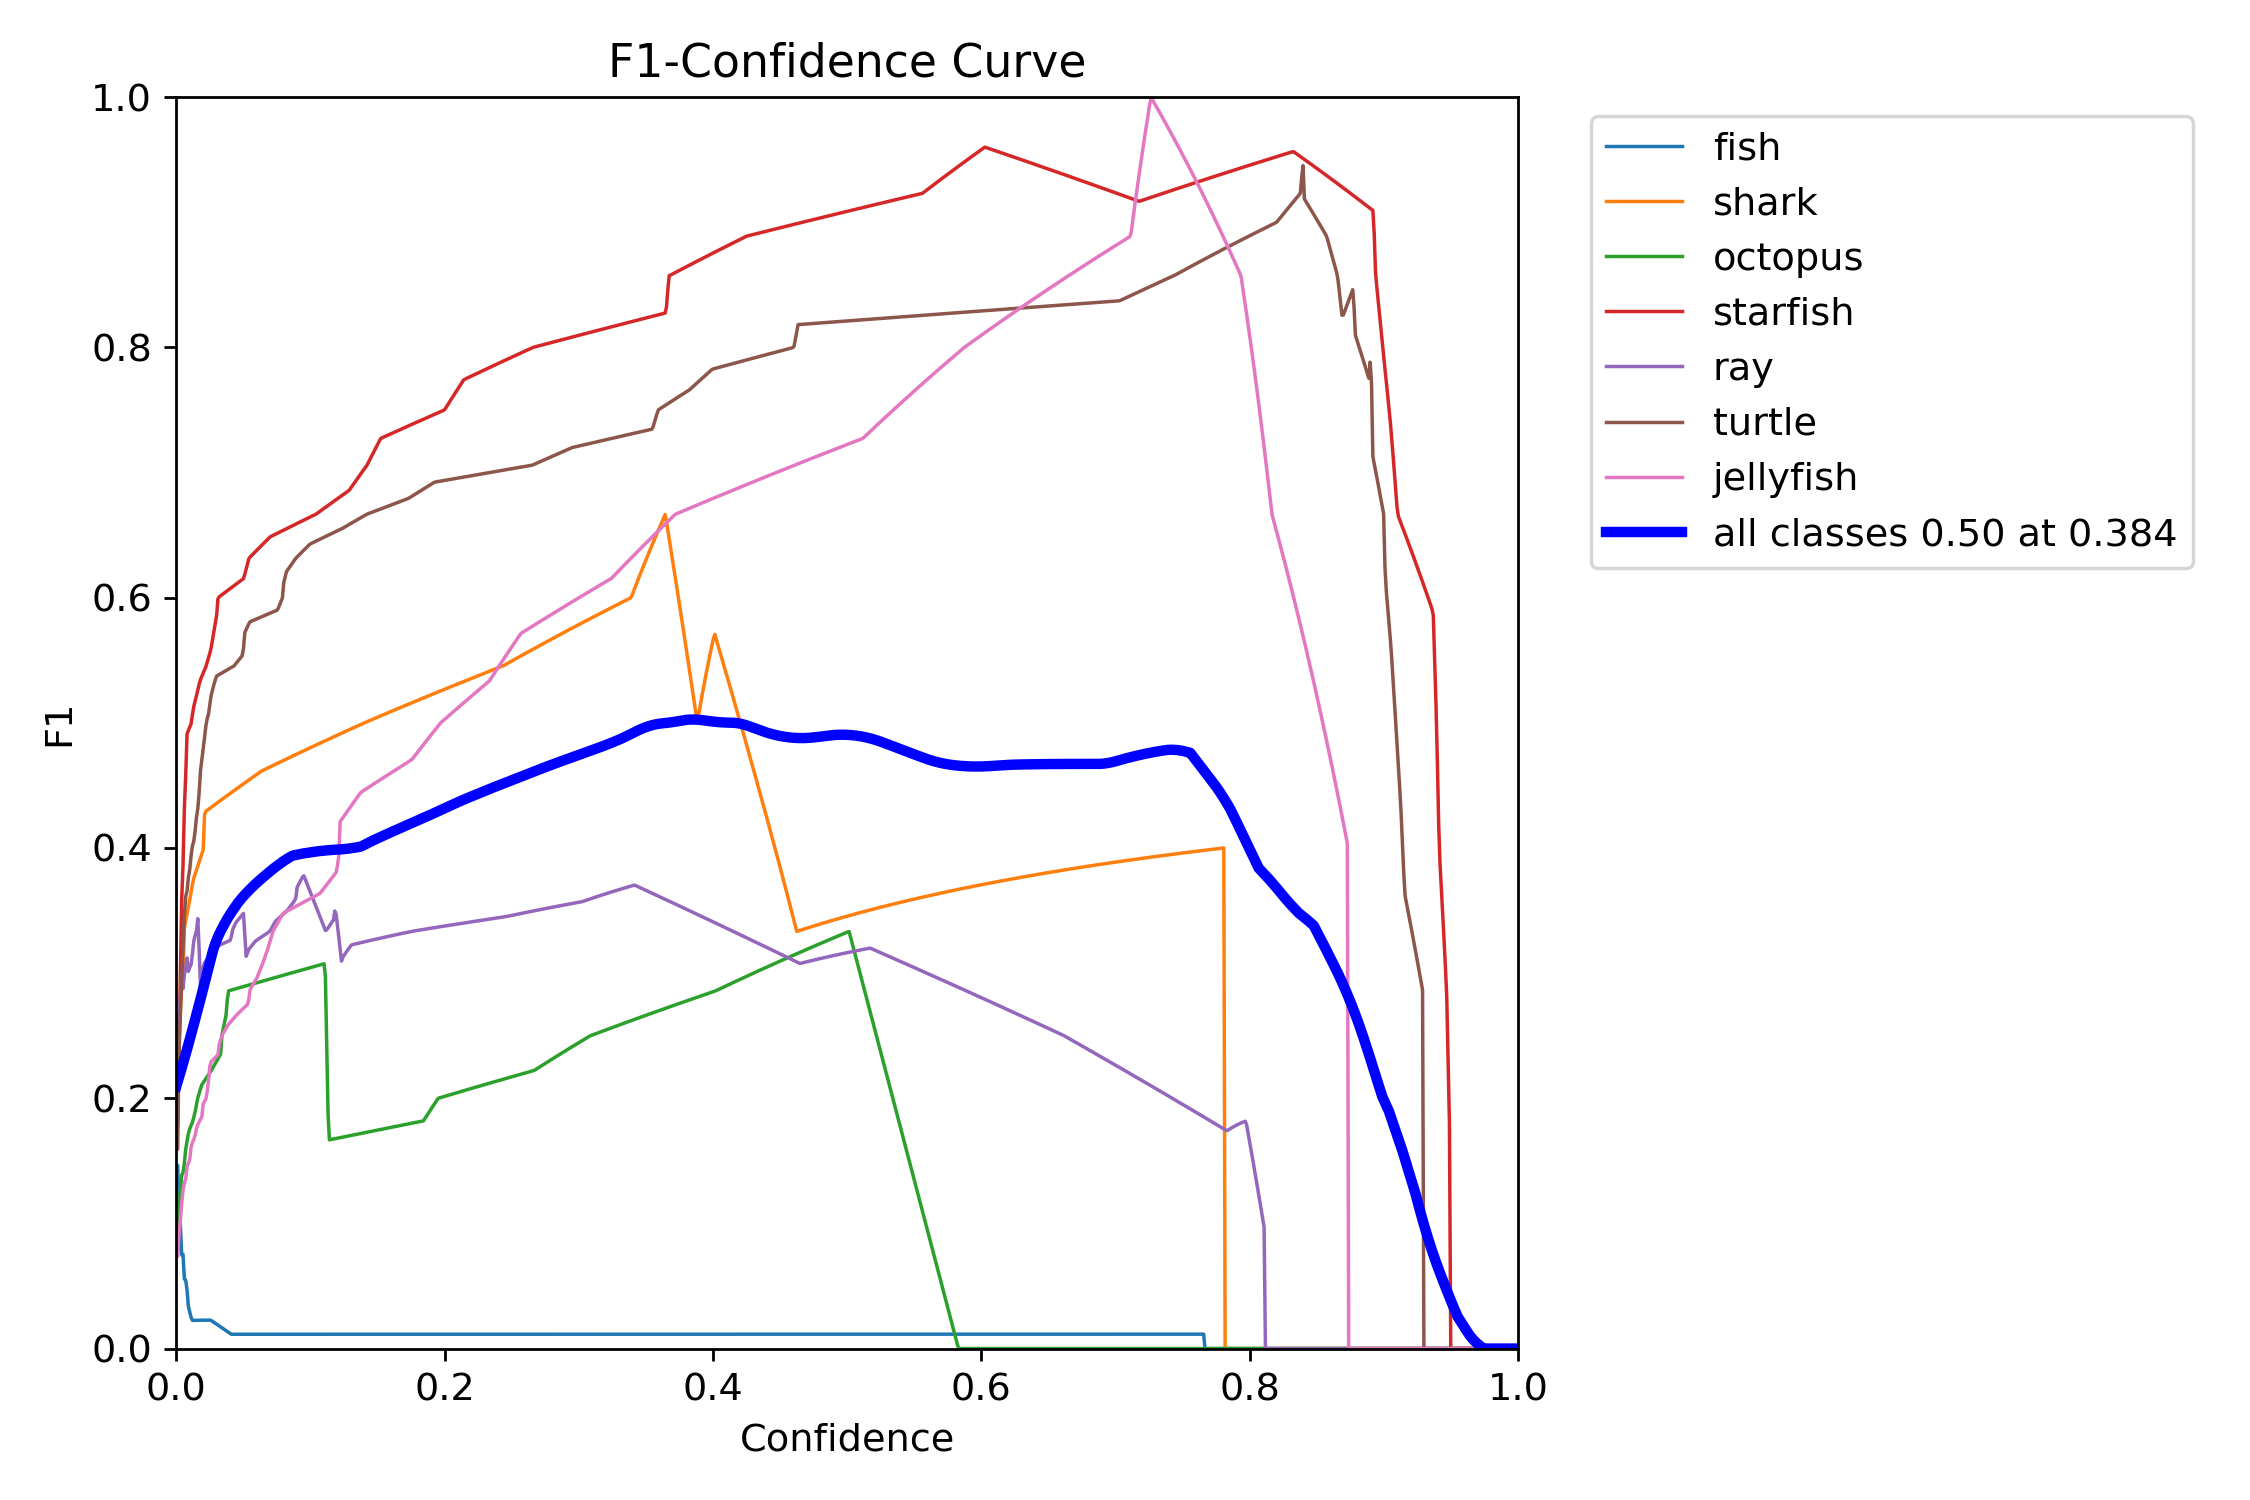 F1-Confidence Curve
1.0
0.8
0.6
0.4
0.2
0.0
F1
0.0 0.2 0.4 0.6 0.8 1.0
Confidence
fish
shark
octopus
starfish
ray
turtle
jellyfish
all classes 0.50 at 0.384